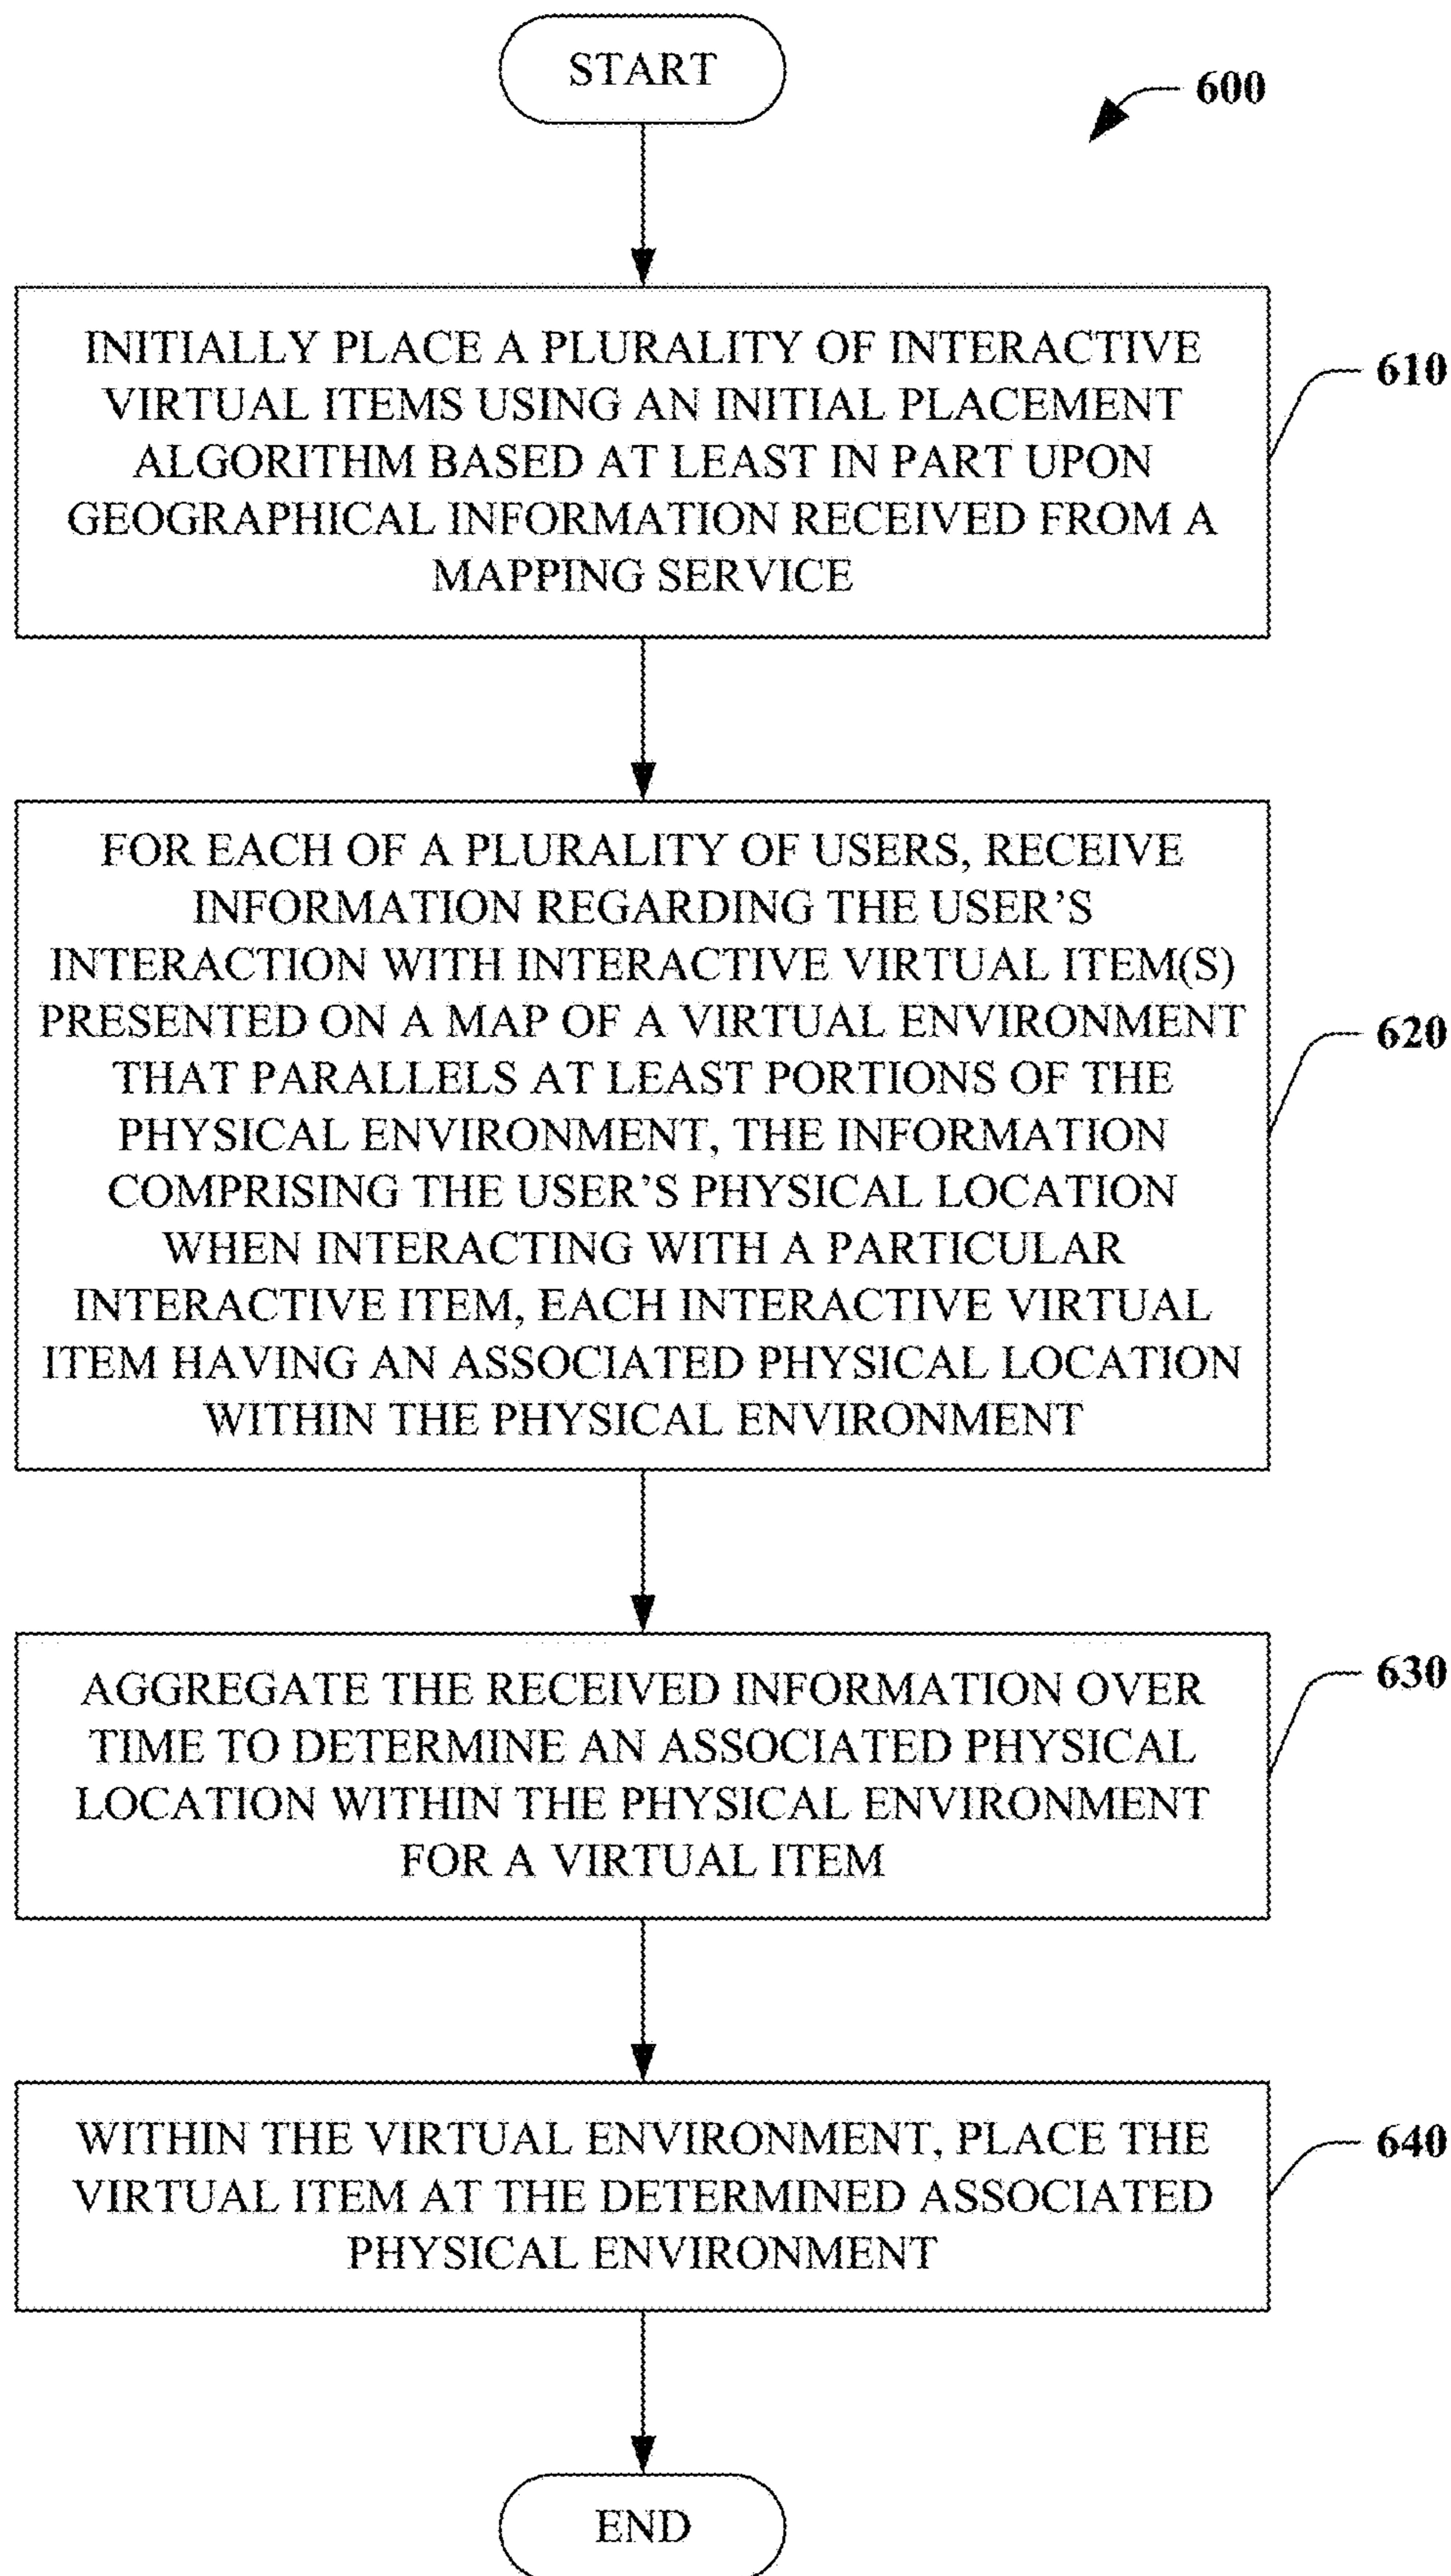 START
600
INITIALLY PLACE A PLURALITY OF INTERACTIVE
VIRTUAL ITEMS USING AN INITIAL PLACEMENT
ALGORITHM BASED AT LEAST IN PART UPON
GEOGRAPHICAL INFORMATION RECEIVED FROM A
MAPPING SERVICE
610
FOR EACH OF A PLURALITY OF USERS, RECEIVE
INFORMATION REGARDING THE USER’S
INTERACTION WITH INTERACTIVE VIRTUAL ITEM(S)
PRESENTED ON A MAP OF A VIRTUAL ENVIRONMENT
THAT PARALLELS AT LEAST PORTIONS OF THE
PHYSICAL ENVIRONMENT, THE INFORMATION
COMPRISING THE USER’S PHYSICAL LOCATION
WHEN INTERACTING WITH A PARTICULAR
INTERACTIVE ITEM, EACH INTERACTIVE VIRTUAL
ITEM HAVING AN ASSOCIATED PHYSICAL LOCATION
WITHIN THE PHYSICAL ENVIRONMENT
620
AGGREGATE THE RECEIVED INFORMATION OVER
TIME TO DETERMINE AN ASSOCIATED PHYSICAL
LOCATION WITHIN THE PHYSICAL ENVIRONMENT
FOR A VIRTUAL ITEM
630
WITHIN THE VIRTUAL ENVIRONMENT, PLACE THE
VIRTUAL ITEM AT THE DETERMINED ASSOCIATED
PHYSICAL ENVIRONMENT
640
END